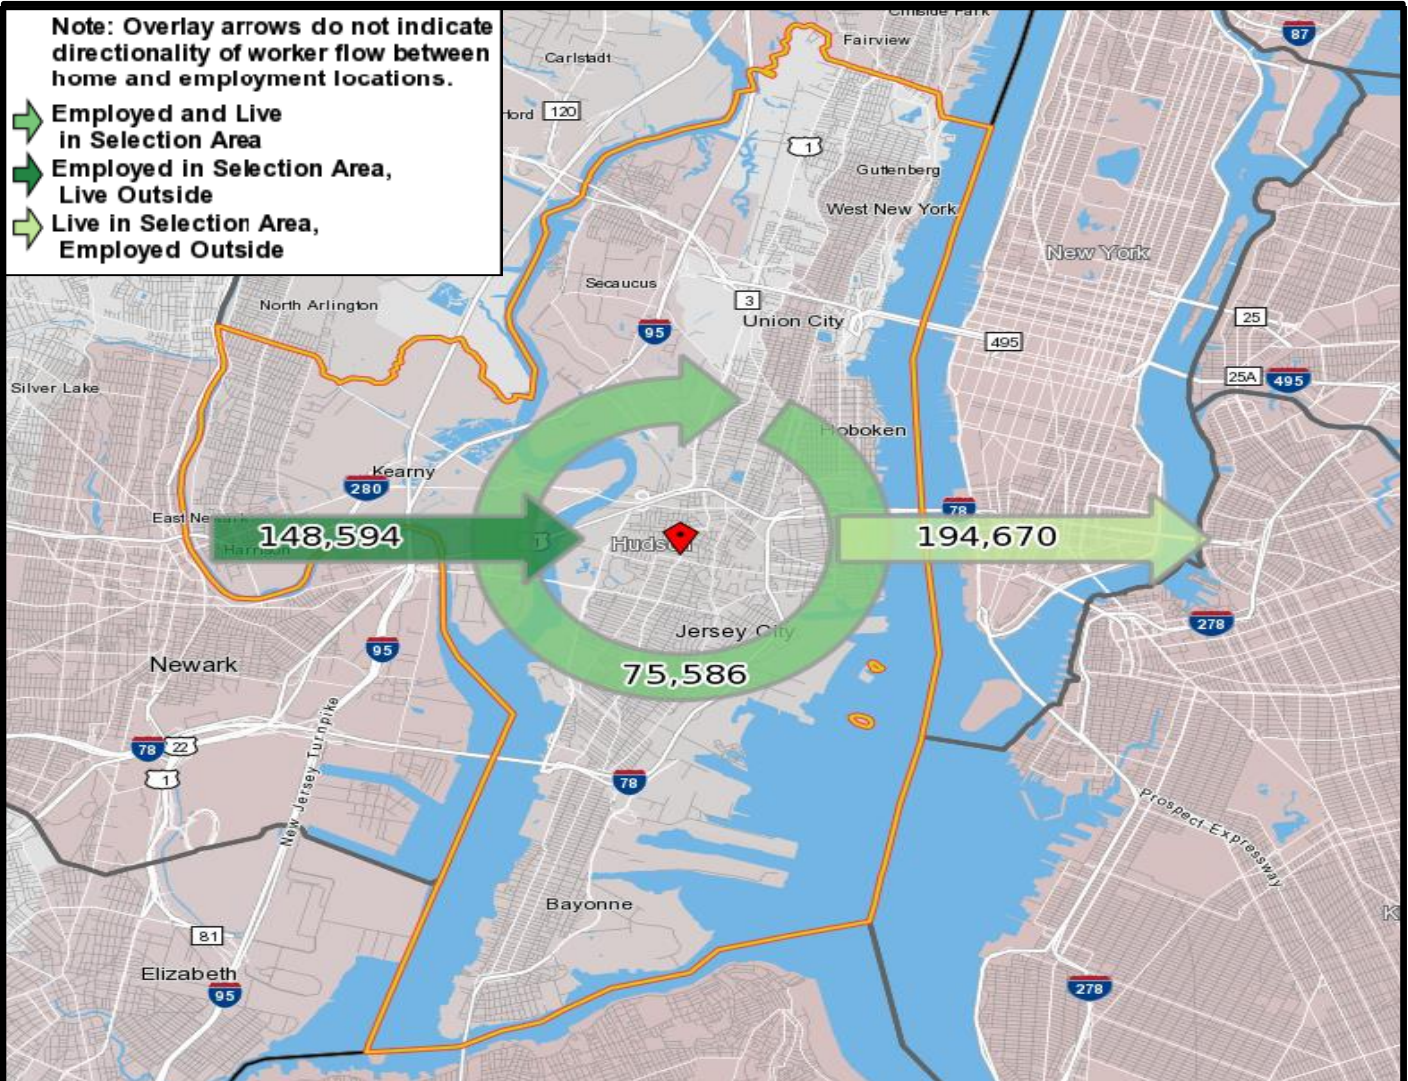 Note: Overlay arrows do not indicate
directionality of worker flow between
home and employment locations.
Employed and Live
in Selection Area
Employed in Selection Area,
Live Outside
Live in Selection Area,
Employed Outside
Fairview
87
Carlstadt
120
1
Guttenberg
West New York
New York
Secaucus
North Arlington
3
25
Union City
95
495
Silver Lake
25A
495
Hoboken
Kearny
280
78
East Newark
148,594
194,670
Harrison
Hudson
278
Jersey City
95
Newark
75,586
New Jersey Turnpike
78
22
1
78
Prospect Expressway
Bayonne
K
81
Elizabeth
95
278